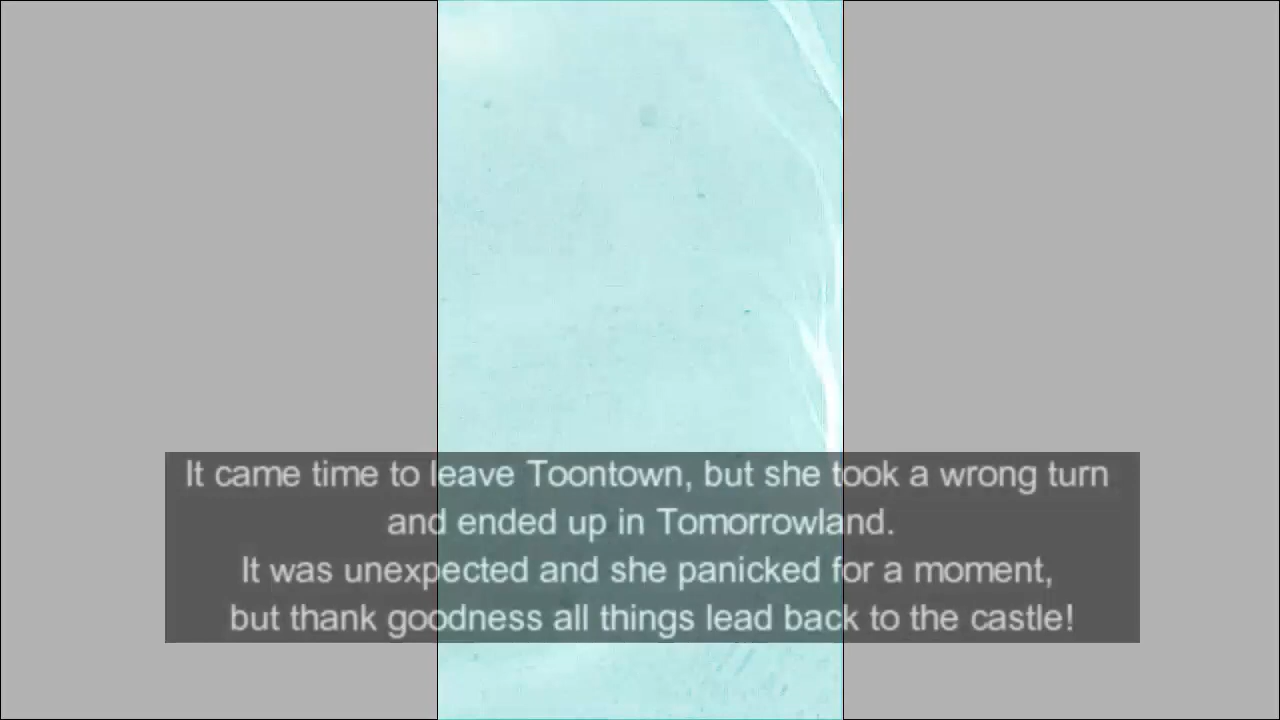 It came time to leave Toontown, but she took a wrong turn
and ended up in Tomorrowland.
It was unexpected and she panicked for a moment,
but thank goodness all things lead back to the castle!